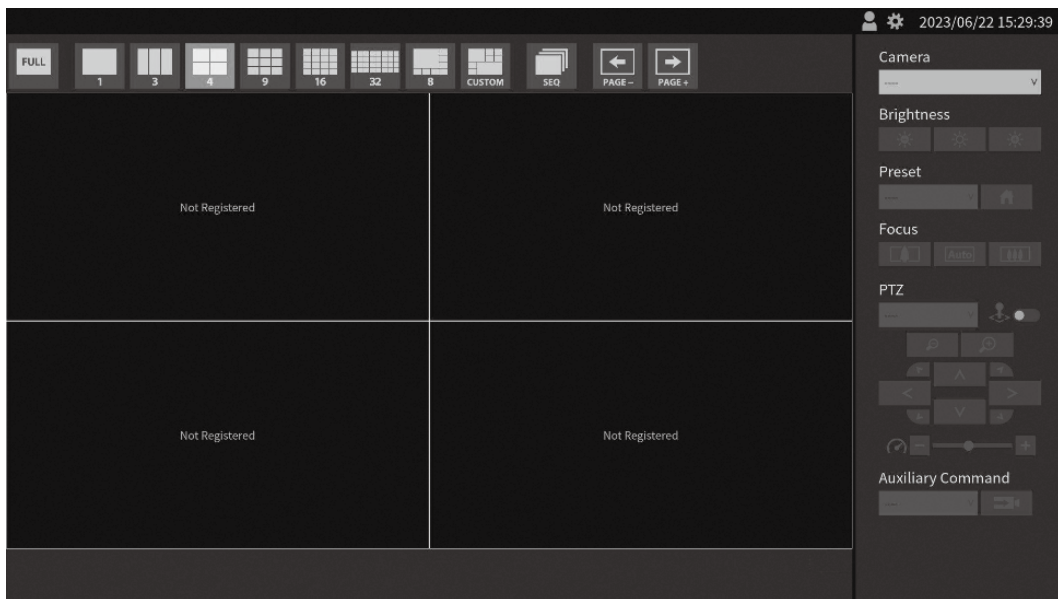 2023/06/22 15:29:39
FULL
1
3
4
9
16
32
8
CUSTOM
SEQ
PAGE−
PAGE+
Camera
----
Brightness
Not Registered
Not Registered
Preset
----
Focus
Auto
PTZ
----
Not Registered
Not Registered
Auxiliary Command
----